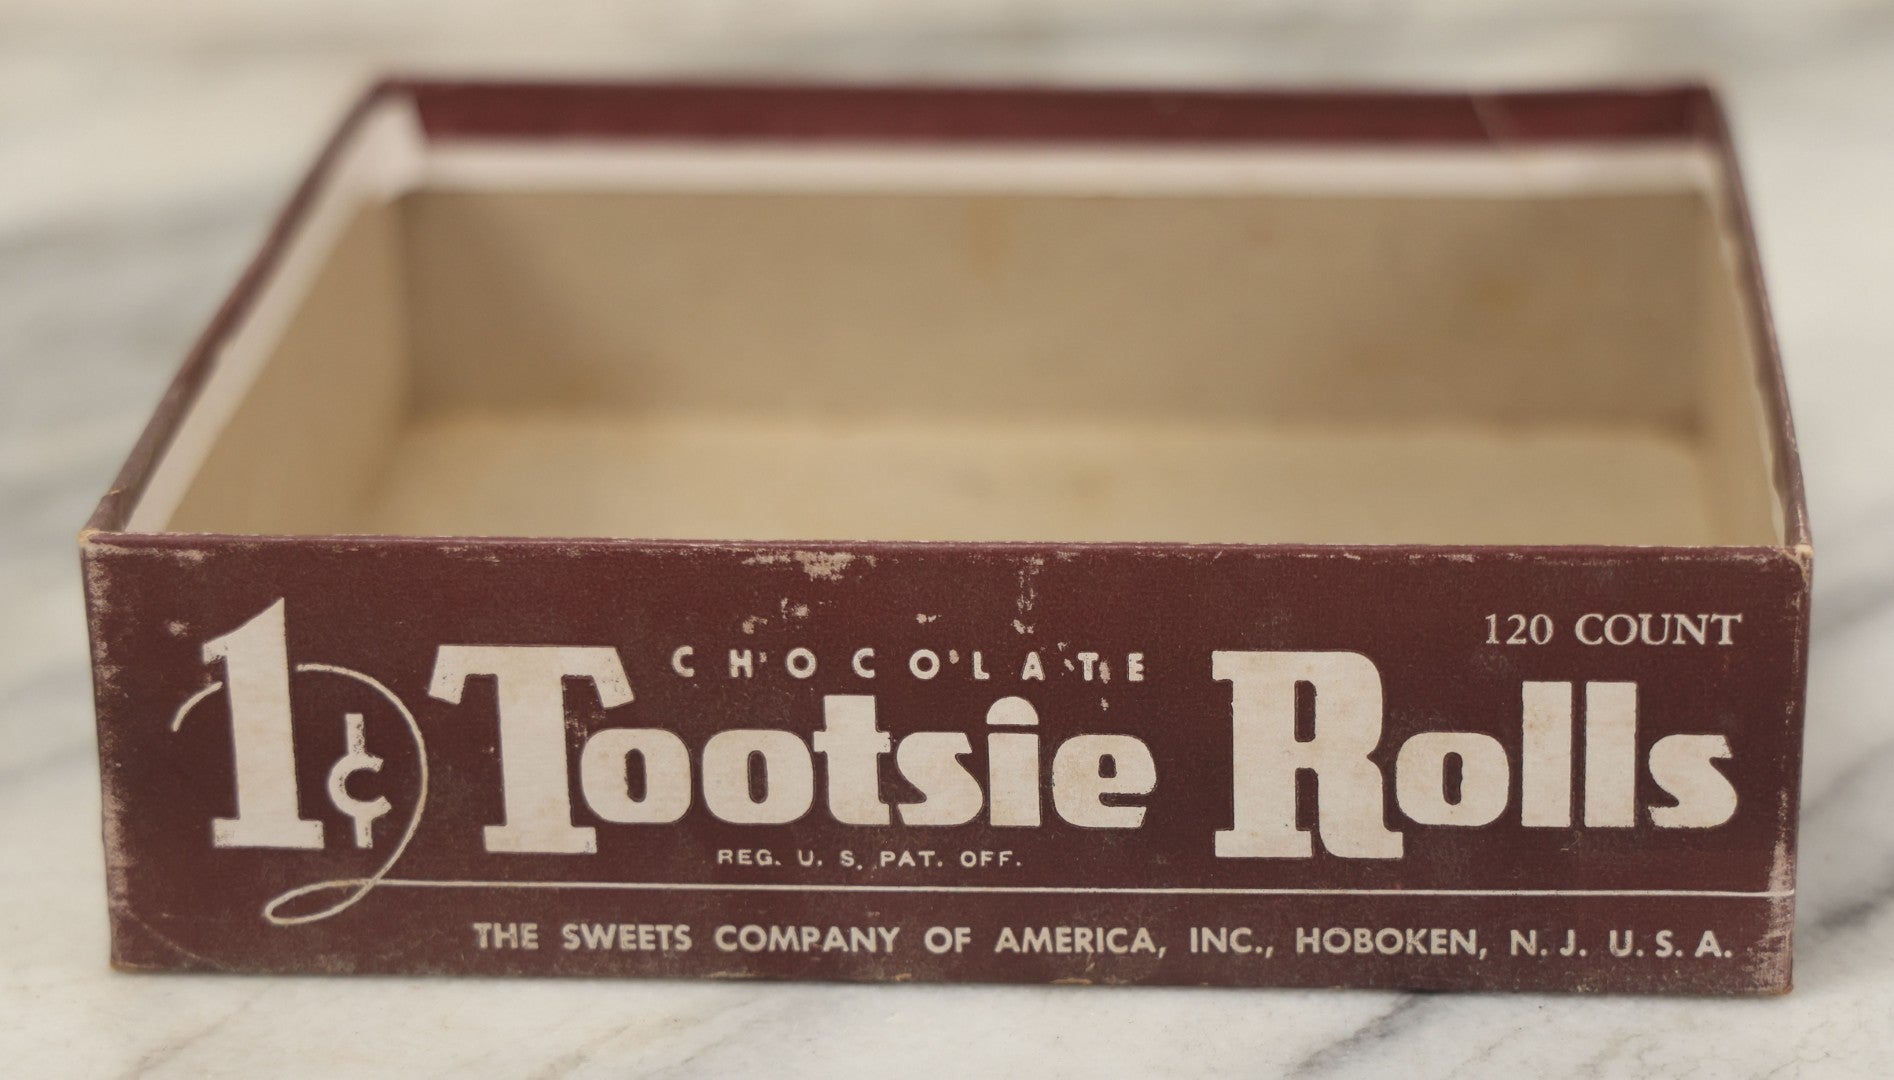 120 COUNT
CHOCOLATE
1¢ Tootsie Rolls
REG. U. S. PAT. OFF.
THE SWEETS COMPANY OF AMERICA, INC., HOBOKEN, N. J. U. S. A.